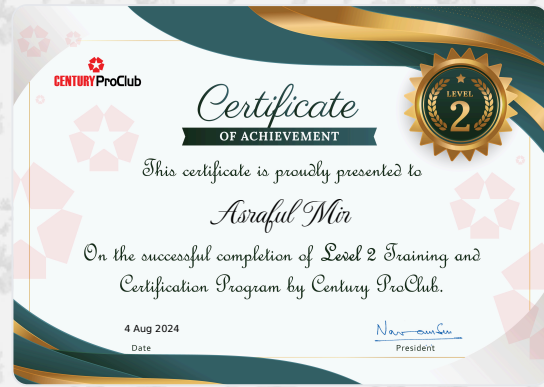 CENTURY ProClub
Certificate
OF ACHIEVEMENT
LEVEL
2
This certificate is proudly presented to
Asraful Mir
On the successful completion of Level 2 Training and
Certification Program by Century ProClub.
4 Aug 2024
Date
President